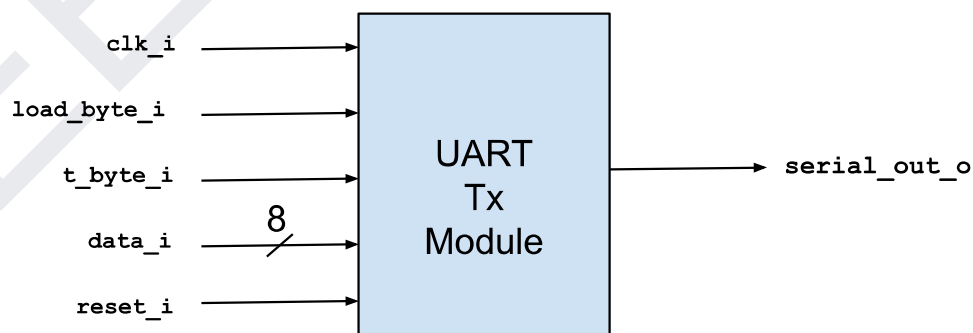 clk_i
load_byte_i
t_byte_i
8
data_i
reset_i
UART
Tx
Module
serial_out_o